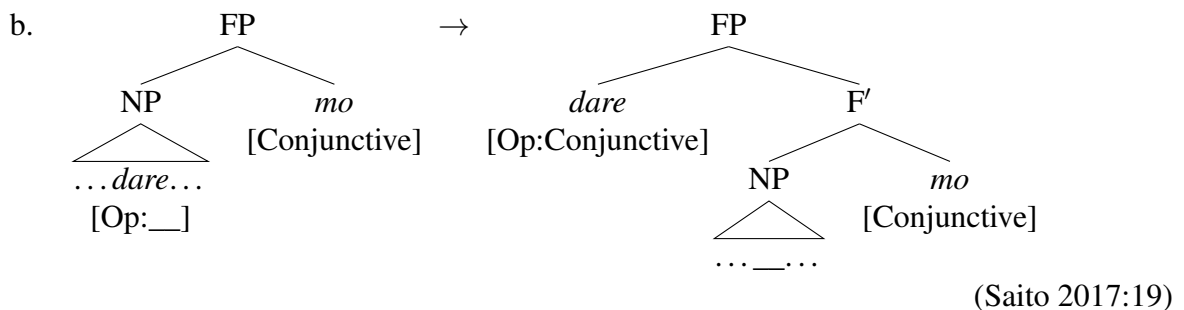 b. FP → FP
NP mo dare F′
[Conjunctive] [Op:Conjunctive]
...dare... NP mo
[Op:__] [Conjunctive]
...__...
(Saito 2017:19)